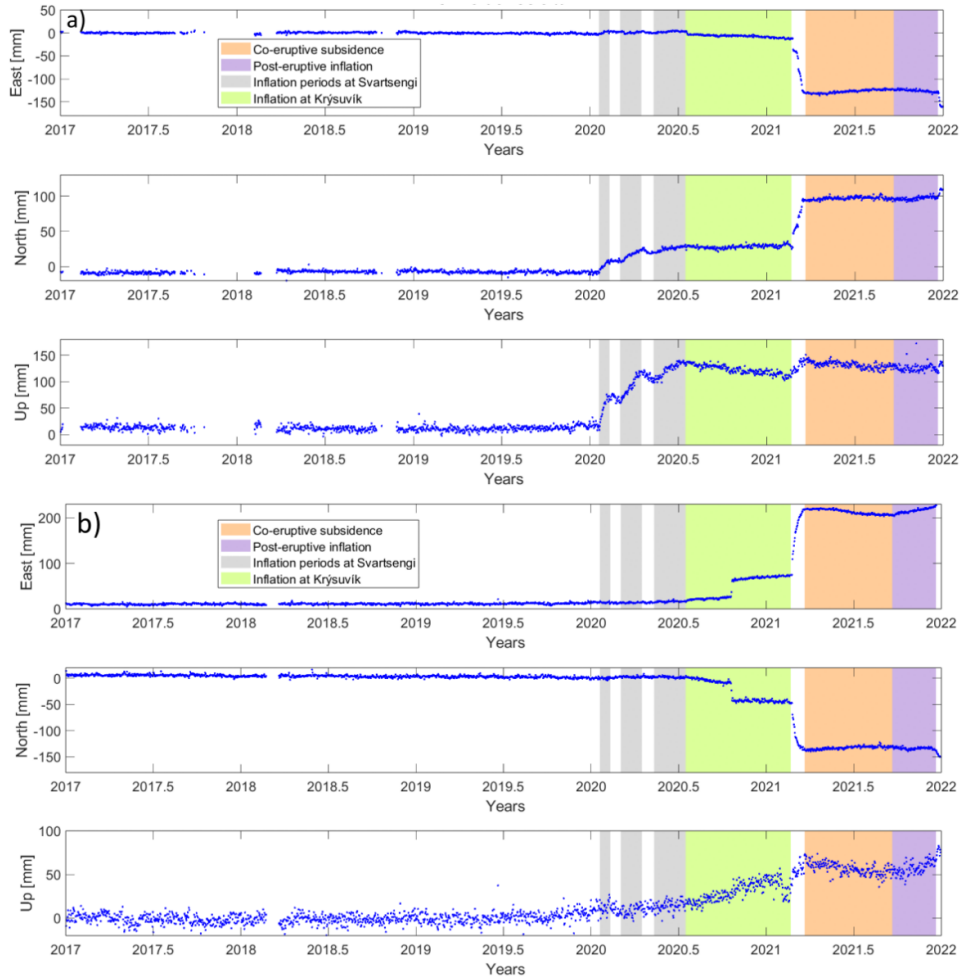 a)
East [mm]
50
0
-50
-100
-150
Co-eruptive subsidence
Post-eruptive inflation
Inflation periods at Svartsengi
Inflation at Krýsuvík
2017 2017.5 2018 2018.5 2019 2019.5 2020 2020.5 2021 2021.5 2022
Years
North [mm]
100
50
0
2017 2017.5 2018 2018.5 2019 2019.5 2020 2020.5 2021 2021.5 2022
Years
Up [mm]
150
100
50
0
2017 2017.5 2018 2018.5 2019 2019.5 2020 2020.5 2021 2021.5 2022
Years
b)
East [mm]
200
100
0
Co-eruptive subsidence
Post-eruptive inflation
Inflation periods at Svartsengi
Inflation at Krýsuvík
2017 2017.5 2018 2018.5 2019 2019.5 2020 2020.5 2021 2021.5 2022
Years
North [mm]
0
-50
-100
-150
2017 2017.5 2018 2018.5 2019 2019.5 2020 2020.5 2021 2021.5 2022
Years
Up [mm]
100
50
0
2017 2017.5 2018 2018.5 2019 2019.5 2020 2020.5 2021 2021.5 2022
Years